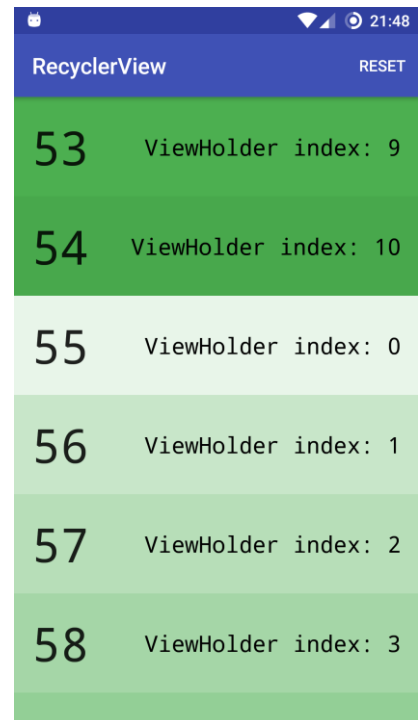 21:48
RecyclerView RESET
53 ViewHolder index: 9
54 ViewHolder index: 10
55 ViewHolder index: 0
56 ViewHolder index: 1
57 ViewHolder index: 2
58 ViewHolder index: 3